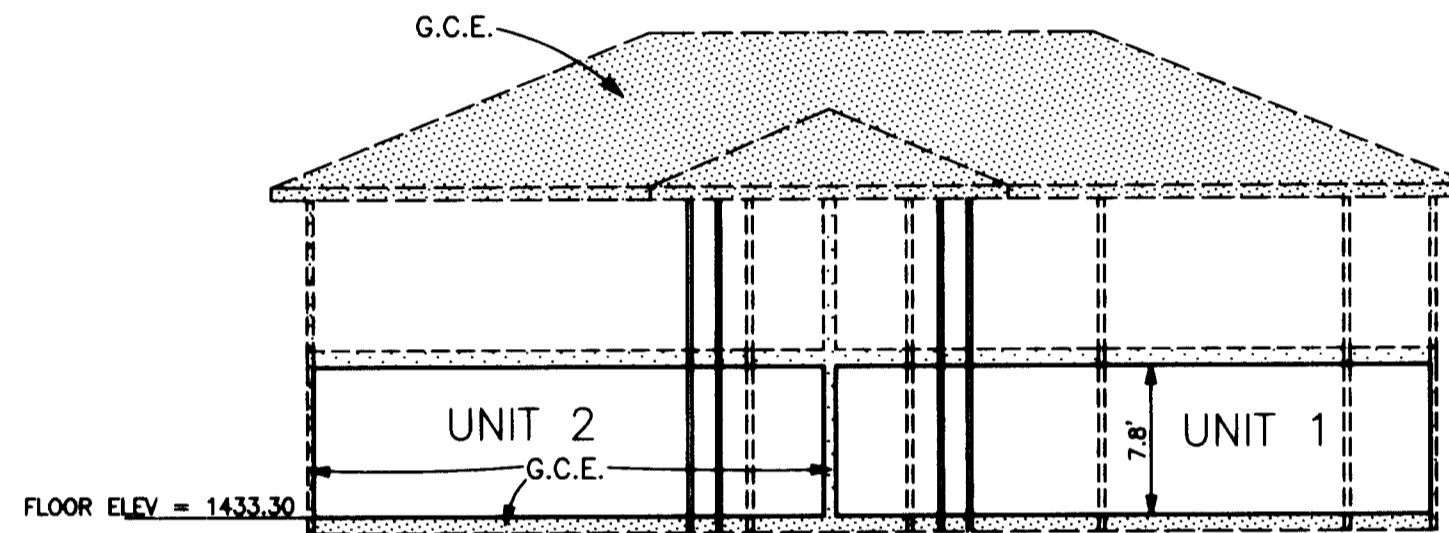 G.C.E.
UNIT 2
7.8'
UNIT 1
G.C.E.
FLOOR ELEV = 1433.30